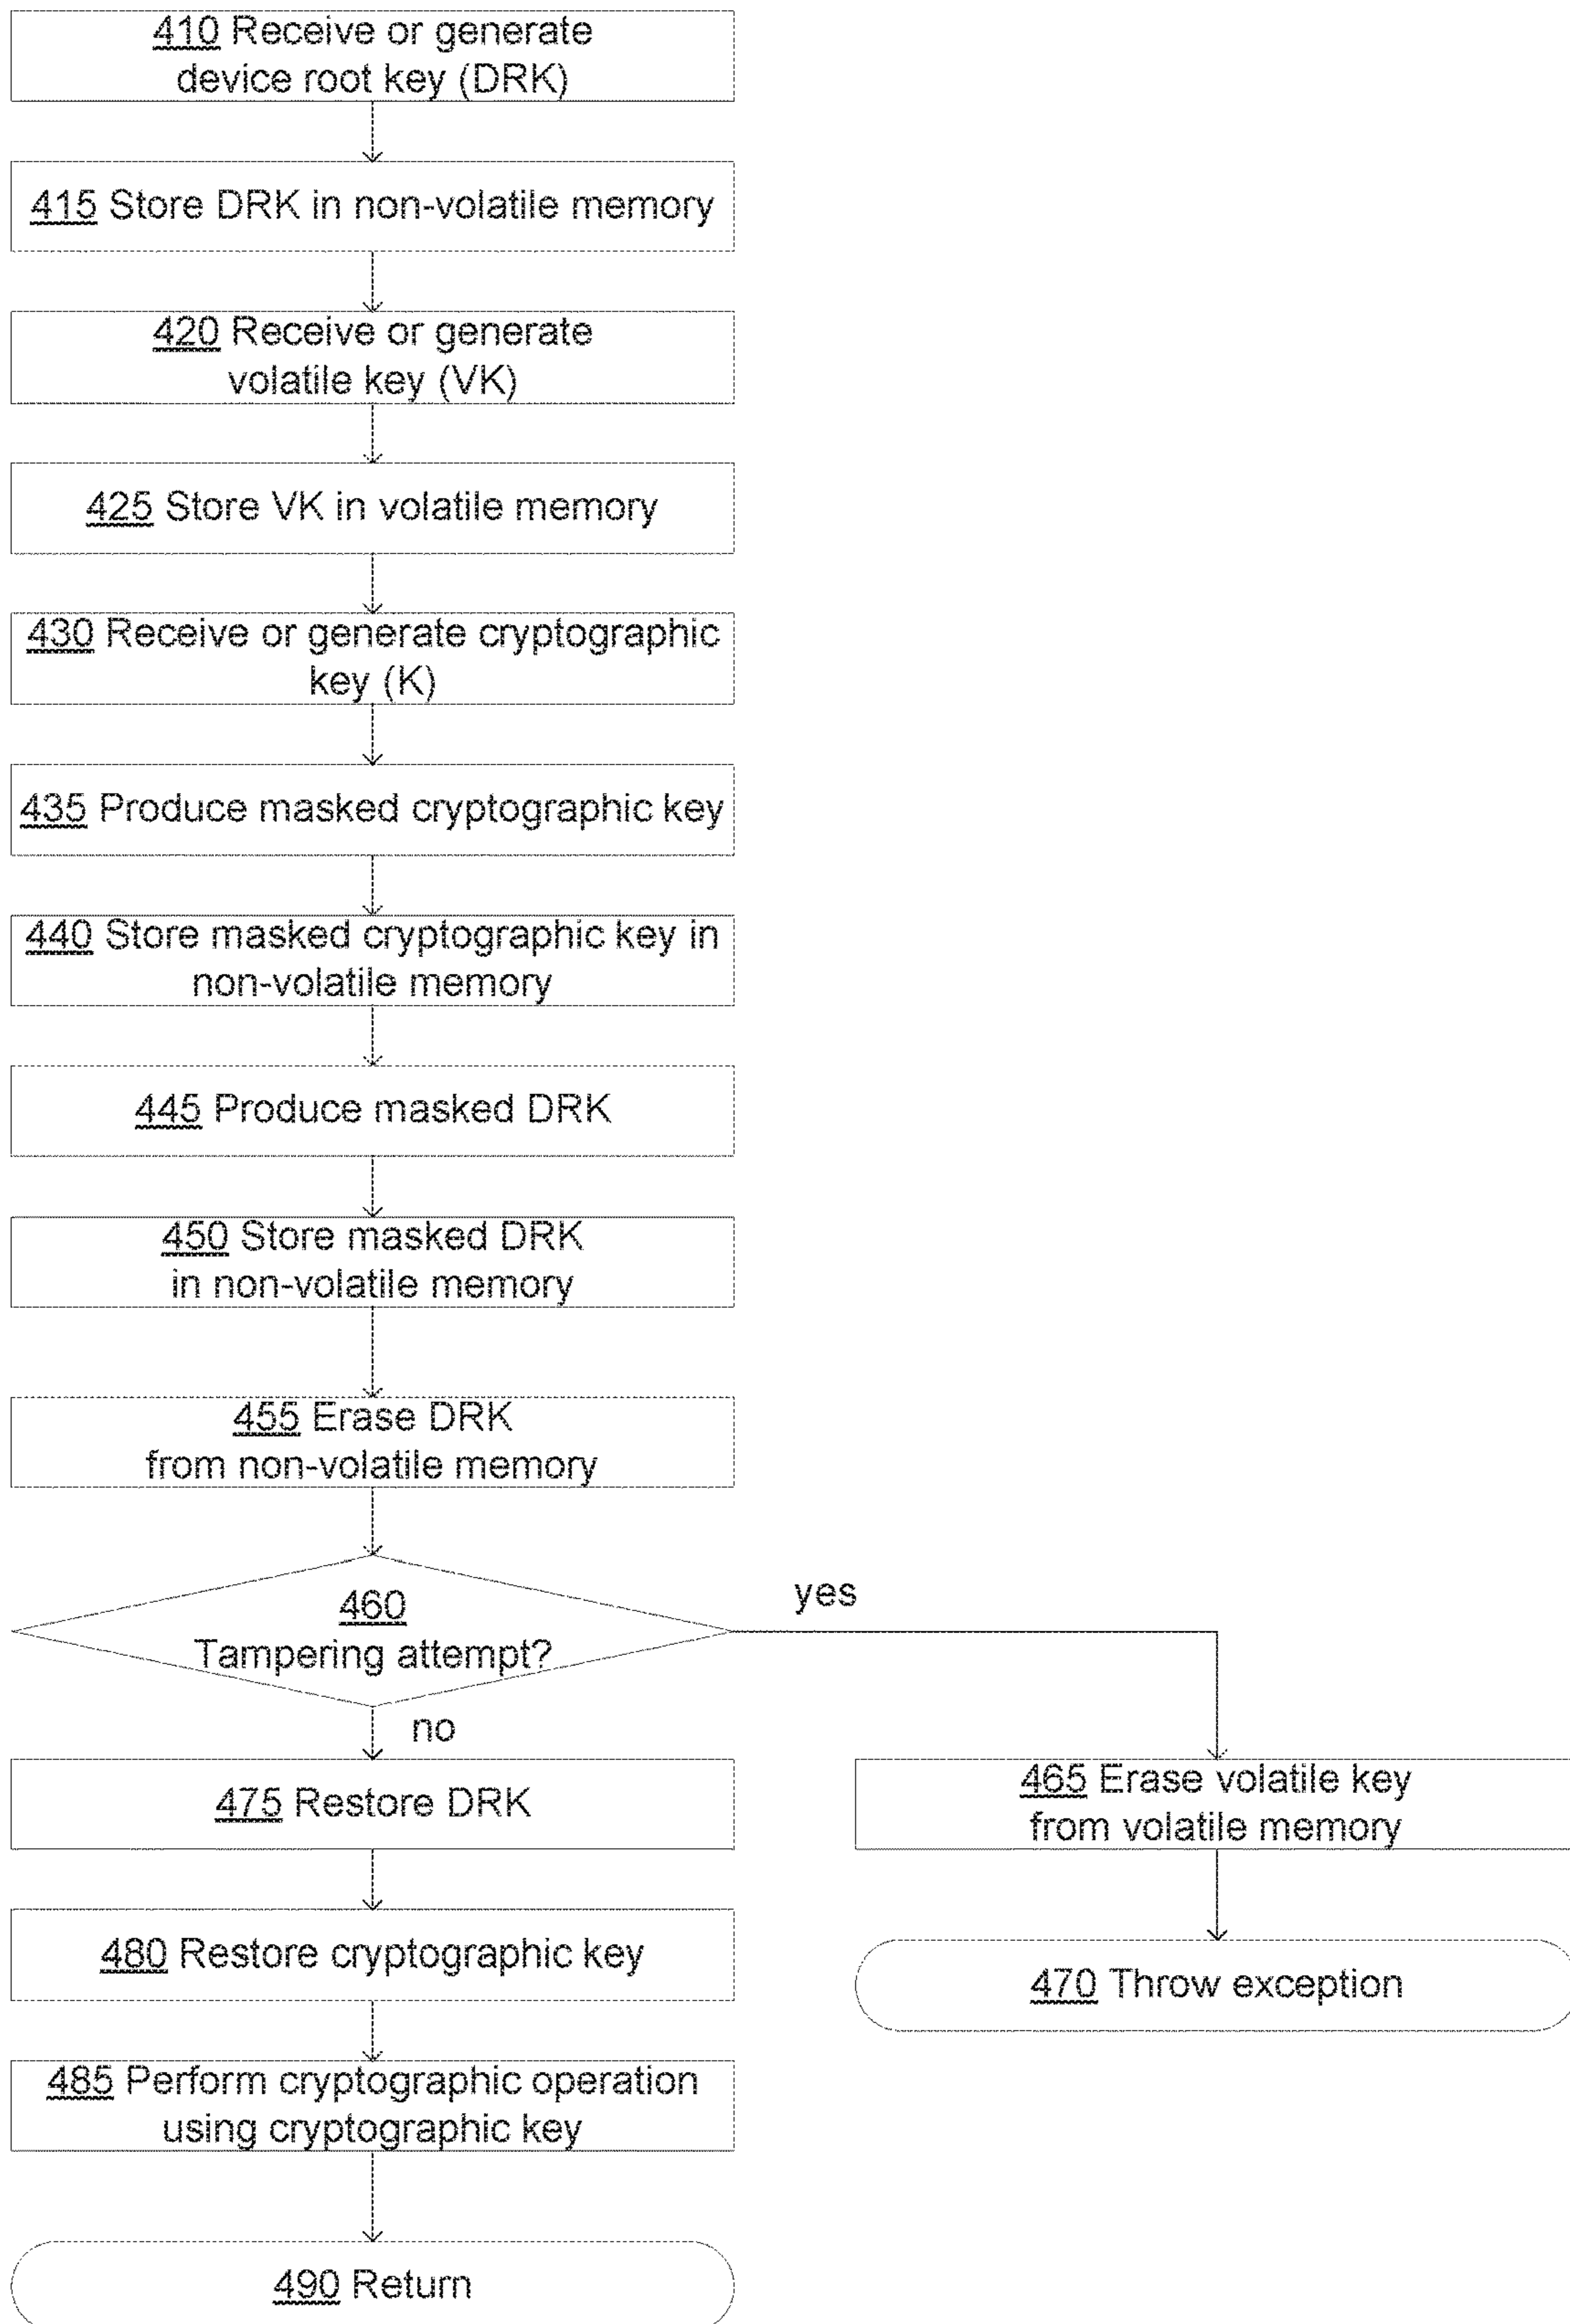 410 Receive or generate
device root key (DRK)
415 Store DRK in non-volatile memory
420 Receive or generate
volatile key (VK)
425 Store VK in volatile memory
430 Receive or generate cryptographic
key (K)
435 Produce masked cryptographic key
440 Store masked cryptographic key in
non-volatile memory
445 Produce masked DRK
450 Store masked DRK
in non-volatile memory
455 Erase DRK
from non-volatile memory
460
Tampering attempt?
yes
no
475 Restore DRK
465 Erase volatile key
from volatile memory
480 Restore cryptographic key
470 Throw exception
485 Perform cryptographic operation
using cryptographic key
490 Return